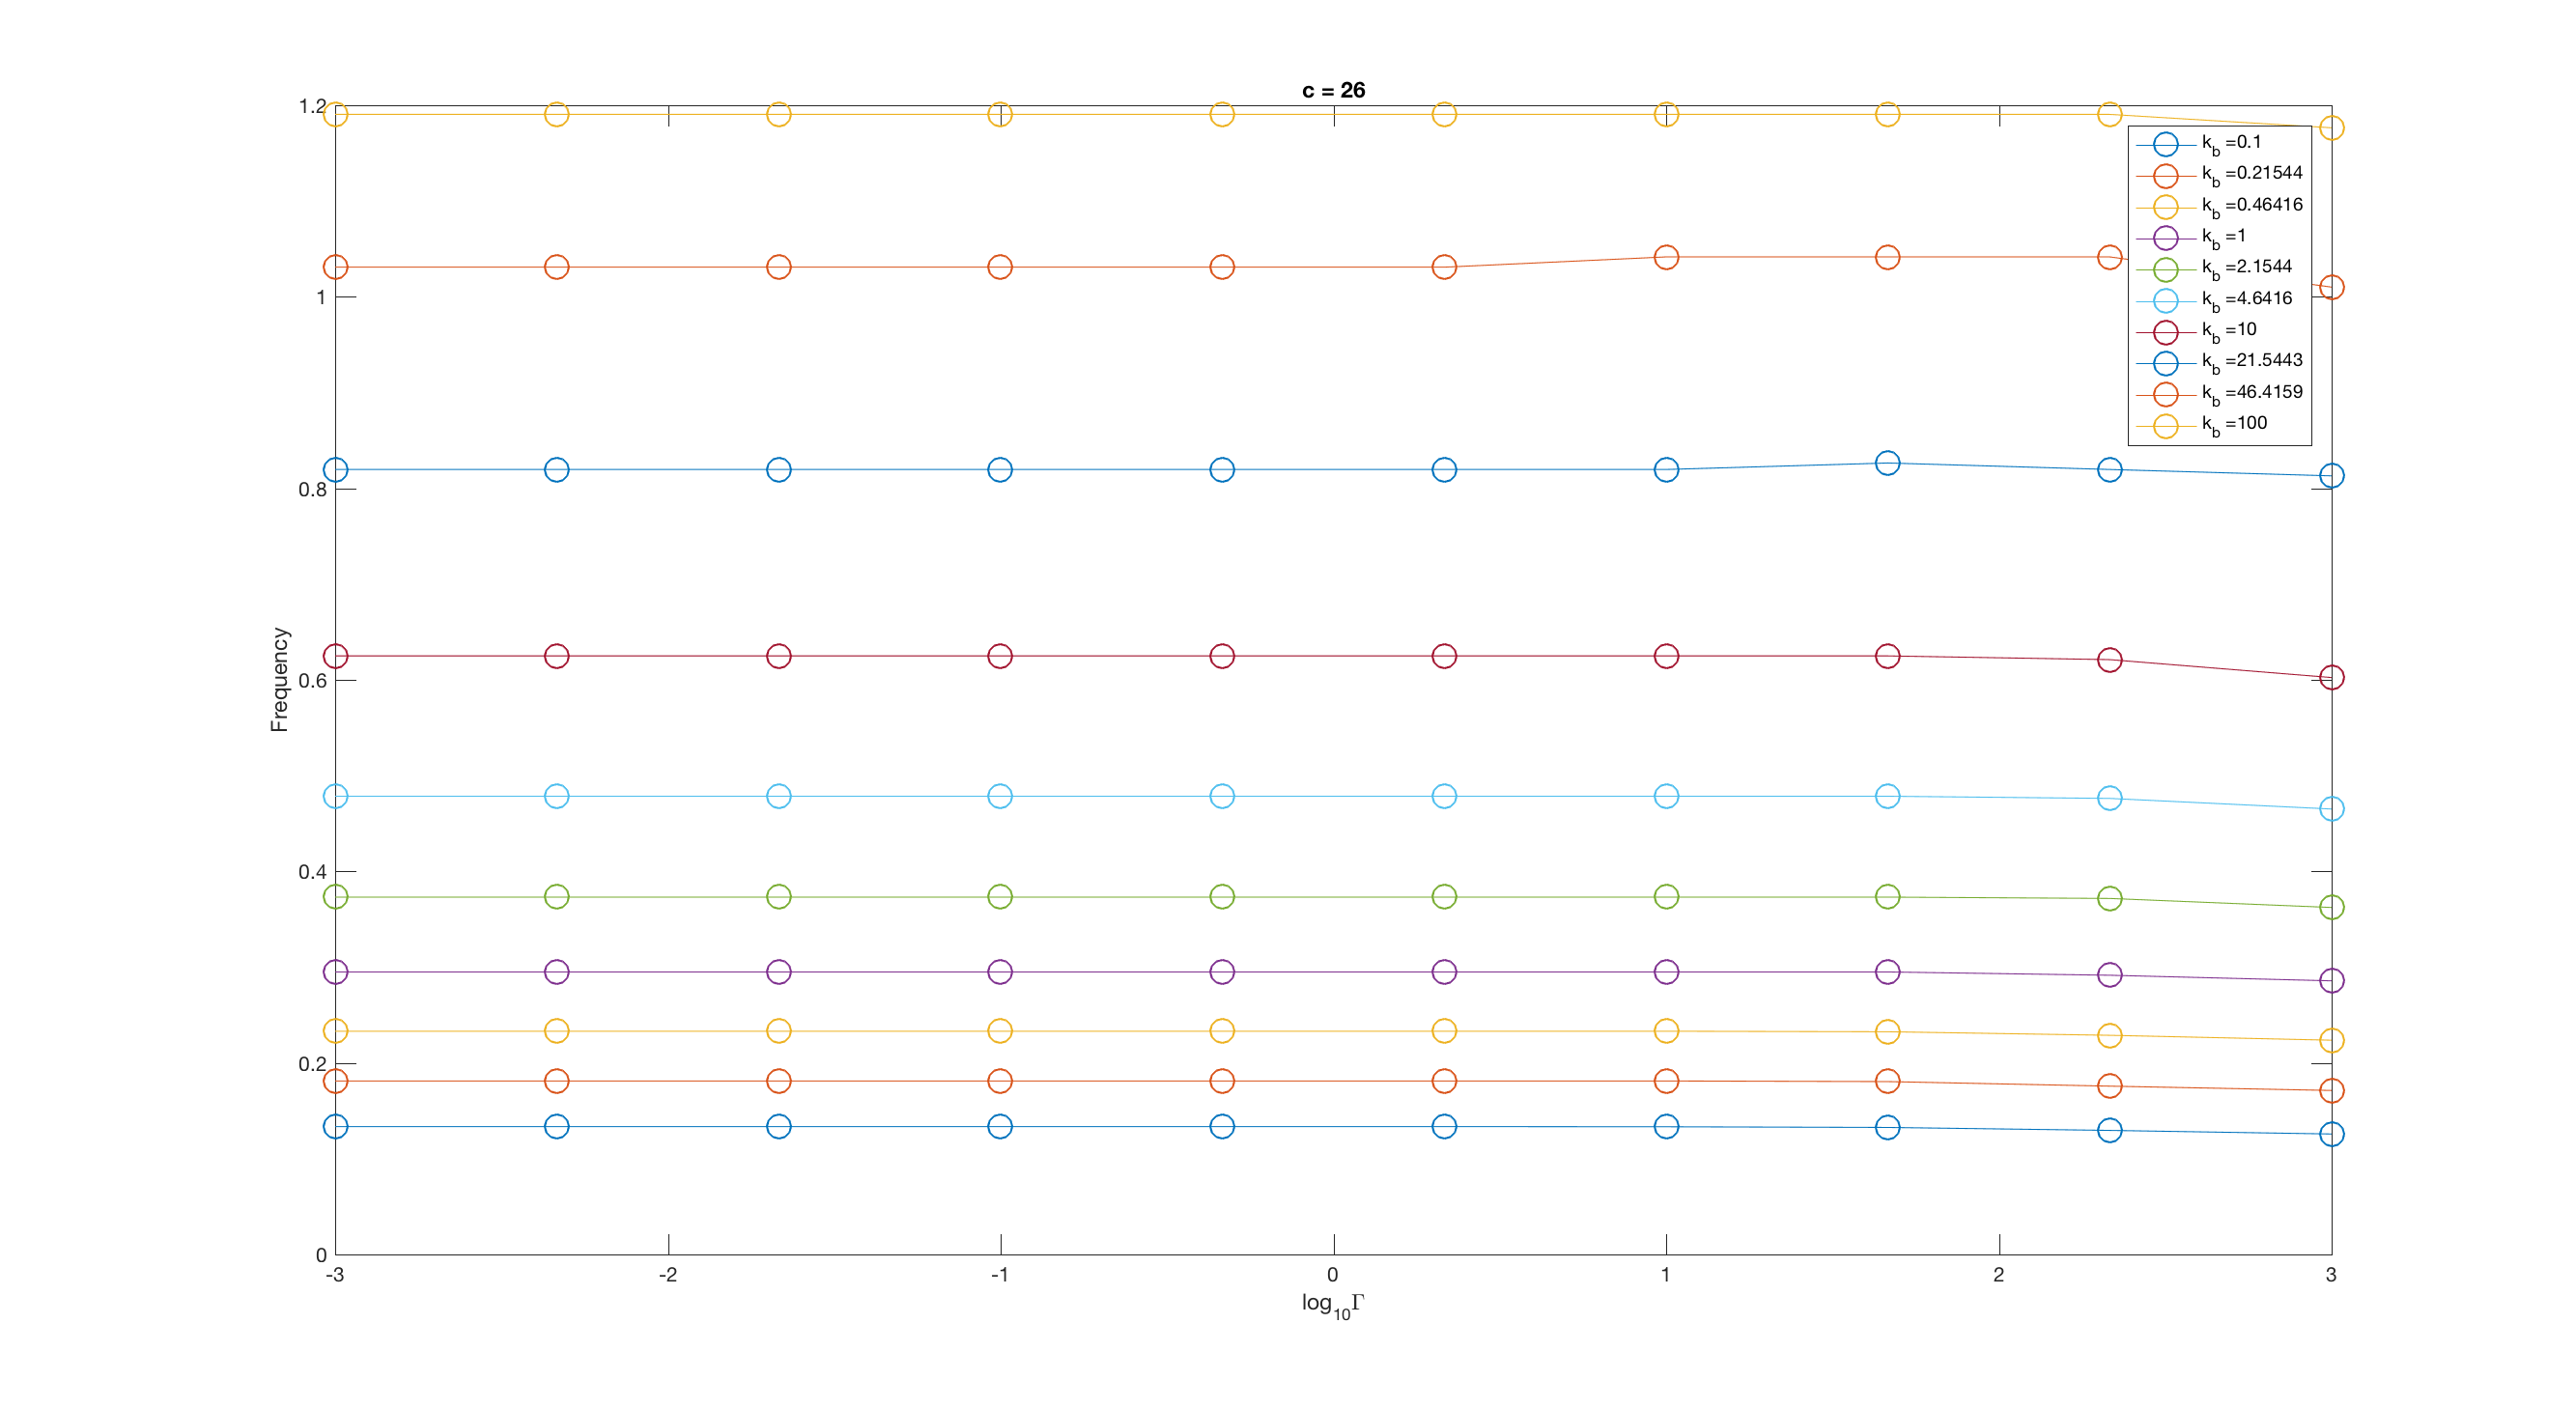 c = 26
1.2
1
0.8
0.6
0.4
0.2
0
Frequency
-3 -2 -1 0 1 2 3
log10Γ
kb =0.1
kb =0.21544
kb =0.46416
kb =1
kb =2.1544
kb =4.6416
kb =10
kb =21.5443
kb =46.4159
kb =100